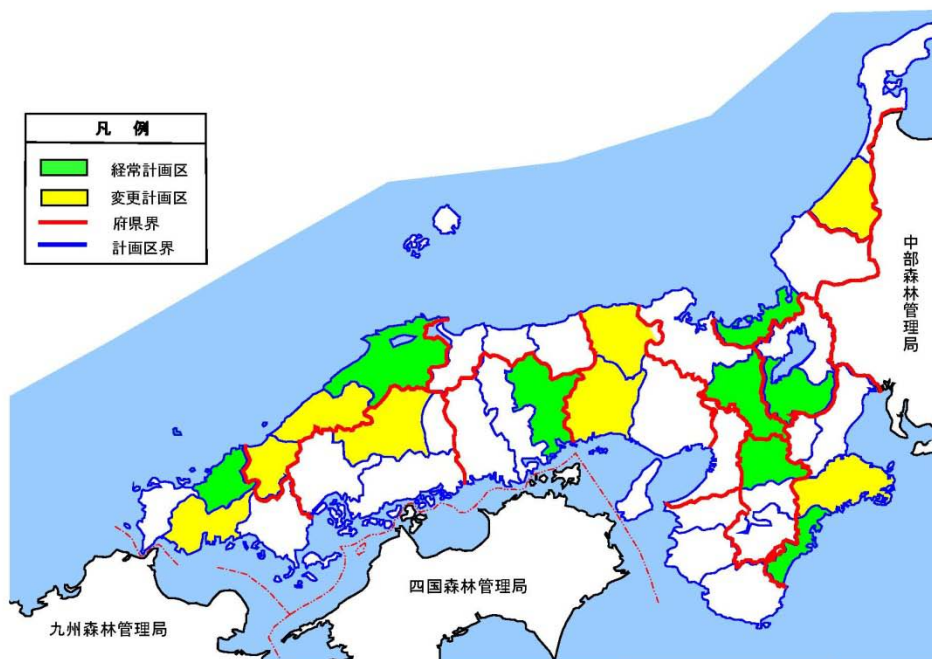 凡 例
経常計画区
変更計画区
府県界
計画区界
中部森林管理局
四国森林管理局
九州森林管理局